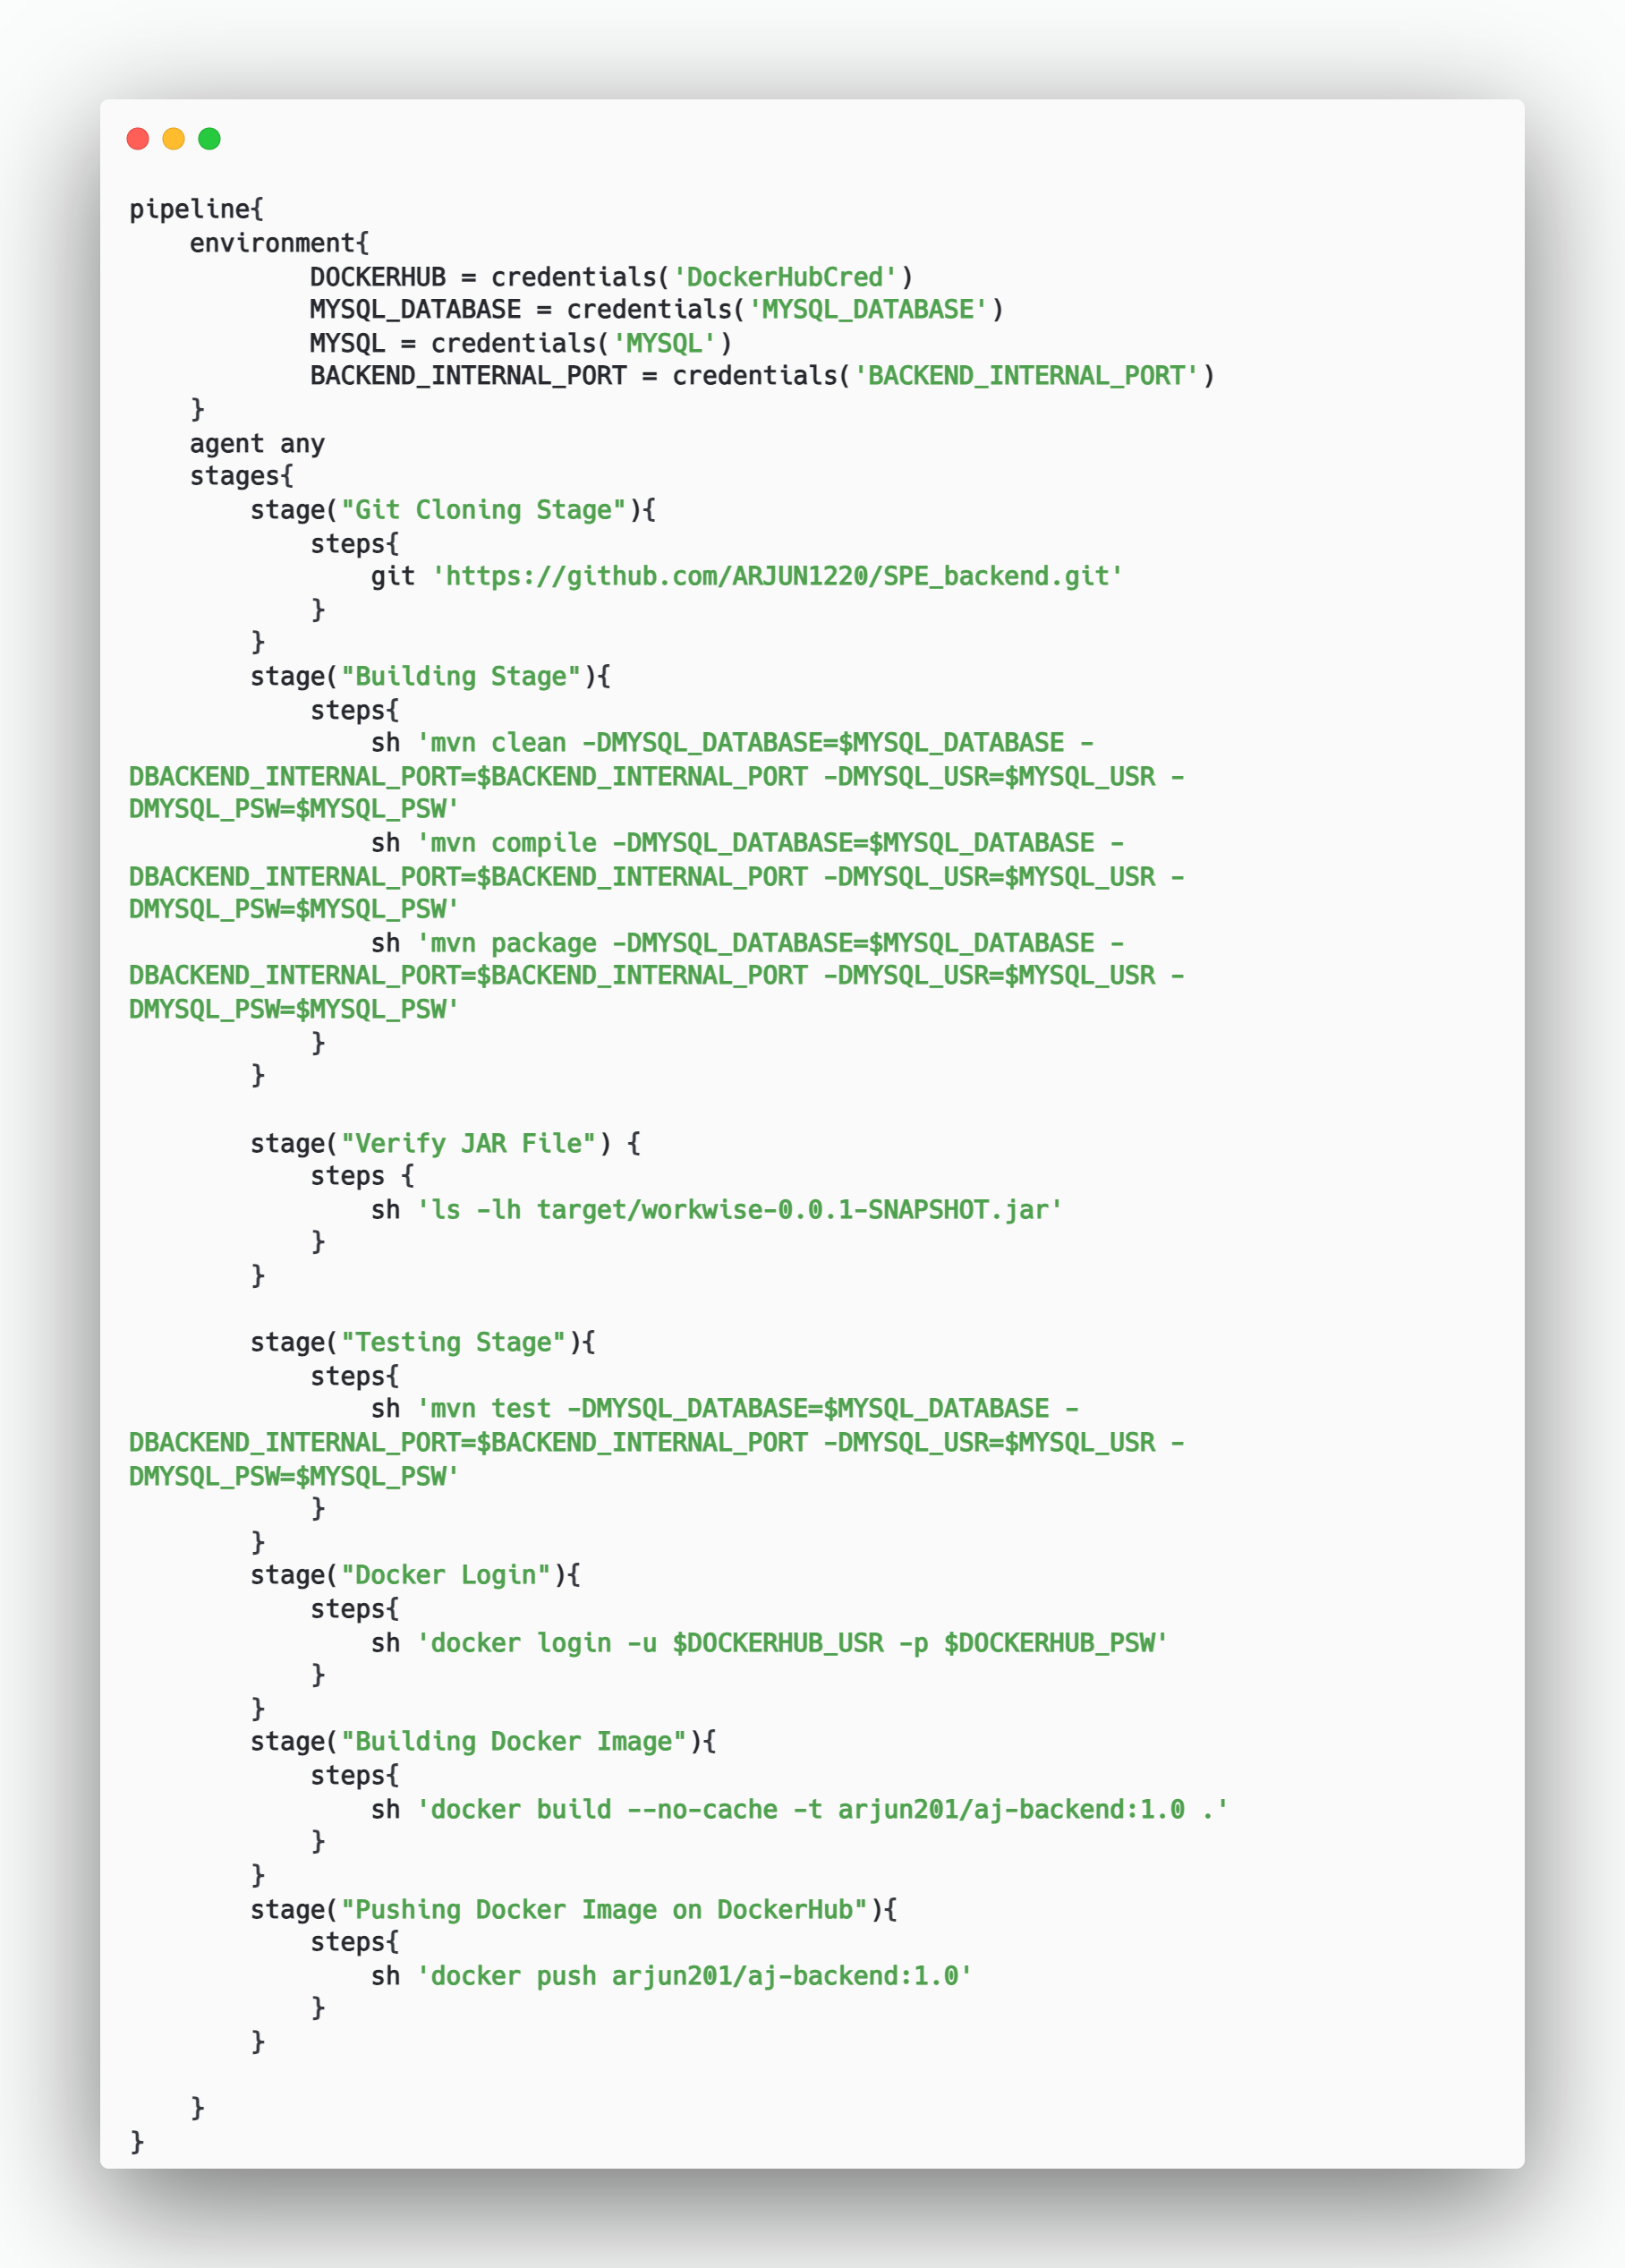 pipeline{
    environment{
            DOCKERHUB = credentials('DockerHubCred')
            MYSQL_DATABASE = credentials('MYSQL_DATABASE')
            MYSQL = credentials('MYSQL')
            BACKEND_INTERNAL_PORT = credentials('BACKEND_INTERNAL_PORT')
    }
    agent any
    stages{
        stage("Git Cloning Stage"){
            steps{
                git 'https://github.com/ARJUN1220/SPE_backend.git'
            }
        }
        stage("Building Stage"){
            steps{
                sh 'mvn clean -DMYSQL_DATABASE=$MYSQL_DATABASE -
DBACKEND_INTERNAL_PORT=$BACKEND_INTERNAL_PORT -DMYSQL_USR=$MYSQL_USR -
DMYSQL_PSW=$MYSQL_PSW'
                sh 'mvn compile -DMYSQL_DATABASE=$MYSQL_DATABASE -
DBACKEND_INTERNAL_PORT=$BACKEND_INTERNAL_PORT -DMYSQL_USR=$MYSQL_USR -
DMYSQL_PSW=$MYSQL_PSW'
                sh 'mvn package -DMYSQL_DATABASE=$MYSQL_DATABASE -
DBACKEND_INTERNAL_PORT=$BACKEND_INTERNAL_PORT -DMYSQL_USR=$MYSQL_USR -
DMYSQL_PSW=$MYSQL_PSW'
            }
        }

        stage("Verify JAR File") {
            steps {
                sh 'ls -lh target/workwise-0.0.1-SNAPSHOT.jar'
            }
        }

        stage("Testing Stage"){
            steps{
                sh 'mvn test -DMYSQL_DATABASE=$MYSQL_DATABASE -
DBACKEND_INTERNAL_PORT=$BACKEND_INTERNAL_PORT -DMYSQL_USR=$MYSQL_USR -
DMYSQL_PSW=$MYSQL_PSW'
            }
        }
        stage("Docker Login"){
            steps{
                sh 'docker login -u $DOCKERHUB_USR -p $DOCKERHUB_PSW'
            }
        }
        stage("Building Docker Image"){
            steps{
                sh 'docker build --no-cache -t arjun201/aj-backend:1.0 .'
            }
        }
        stage("Pushing Docker Image on DockerHub"){
            steps{
                sh 'docker push arjun201/aj-backend:1.0'
            }
        }

    }
}